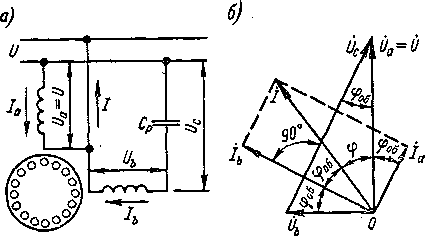 а)
U
I_a
U_a = U
I
C_p
U_c
U_b
I_b
б)
U̇_c
U̇_a = U̇
φ_об
İ
İ_b
90°
φ_об
φ
φ_об
İ_a
φ_об
U̇_b
0